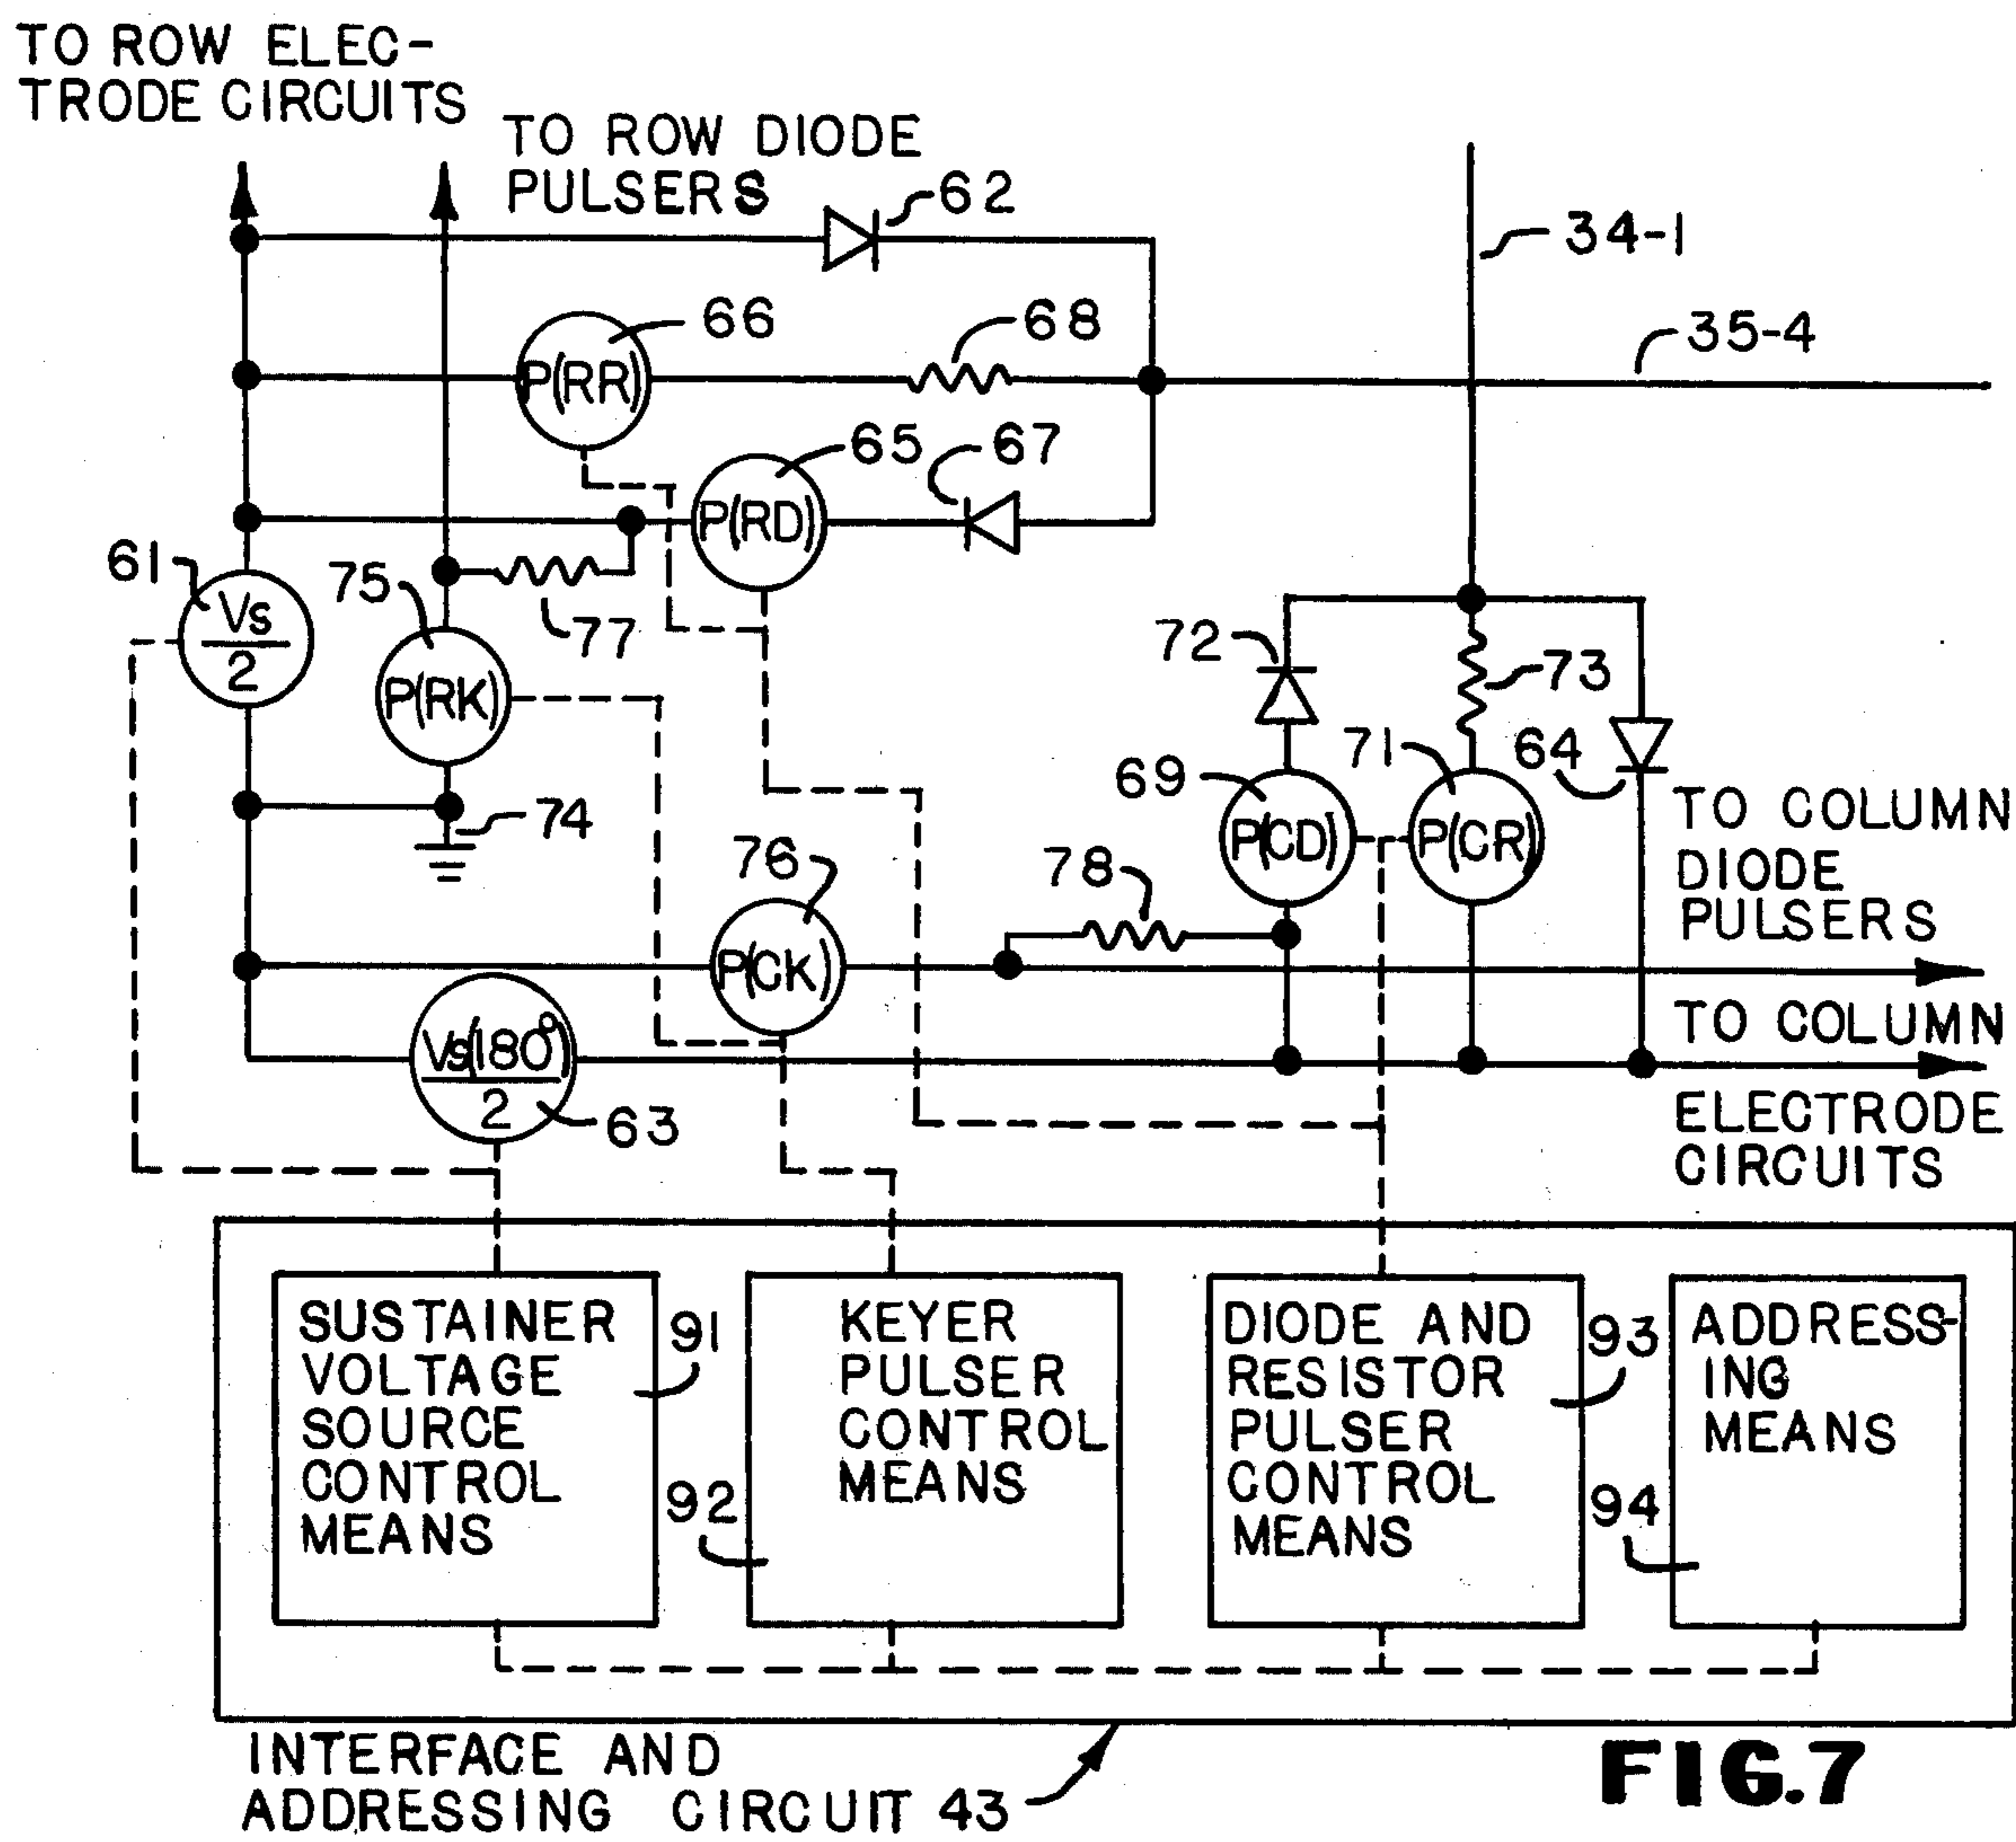 TO ROW ELEC-
TRODE CIRCUITS
TO ROW DIODE
PULSERS
62
34-1
66
68
35-4
P(RR)
65
67
P(RD)
61
Vs
2
75
77
P(RK)
72
73
71
64
69
74
P(CD)
P(CR)
TO COLUMN
DIODE
PULSERS
76
78
P(CK)
TO COLUMN
ELECTRODE
CIRCUITS
Vs(180°)
2
63
SUSTAINER
VOLTAGE
SOURCE
CONTROL
MEANS
91
KEYER
PULSER
CONTROL
MEANS
92
DIODE AND
RESISTOR
PULSER
CONTROL
MEANS
93
ADDRESS-
ING
MEANS
94
INTERFACE AND
ADDRESSING CIRCUIT 43
FIG.7